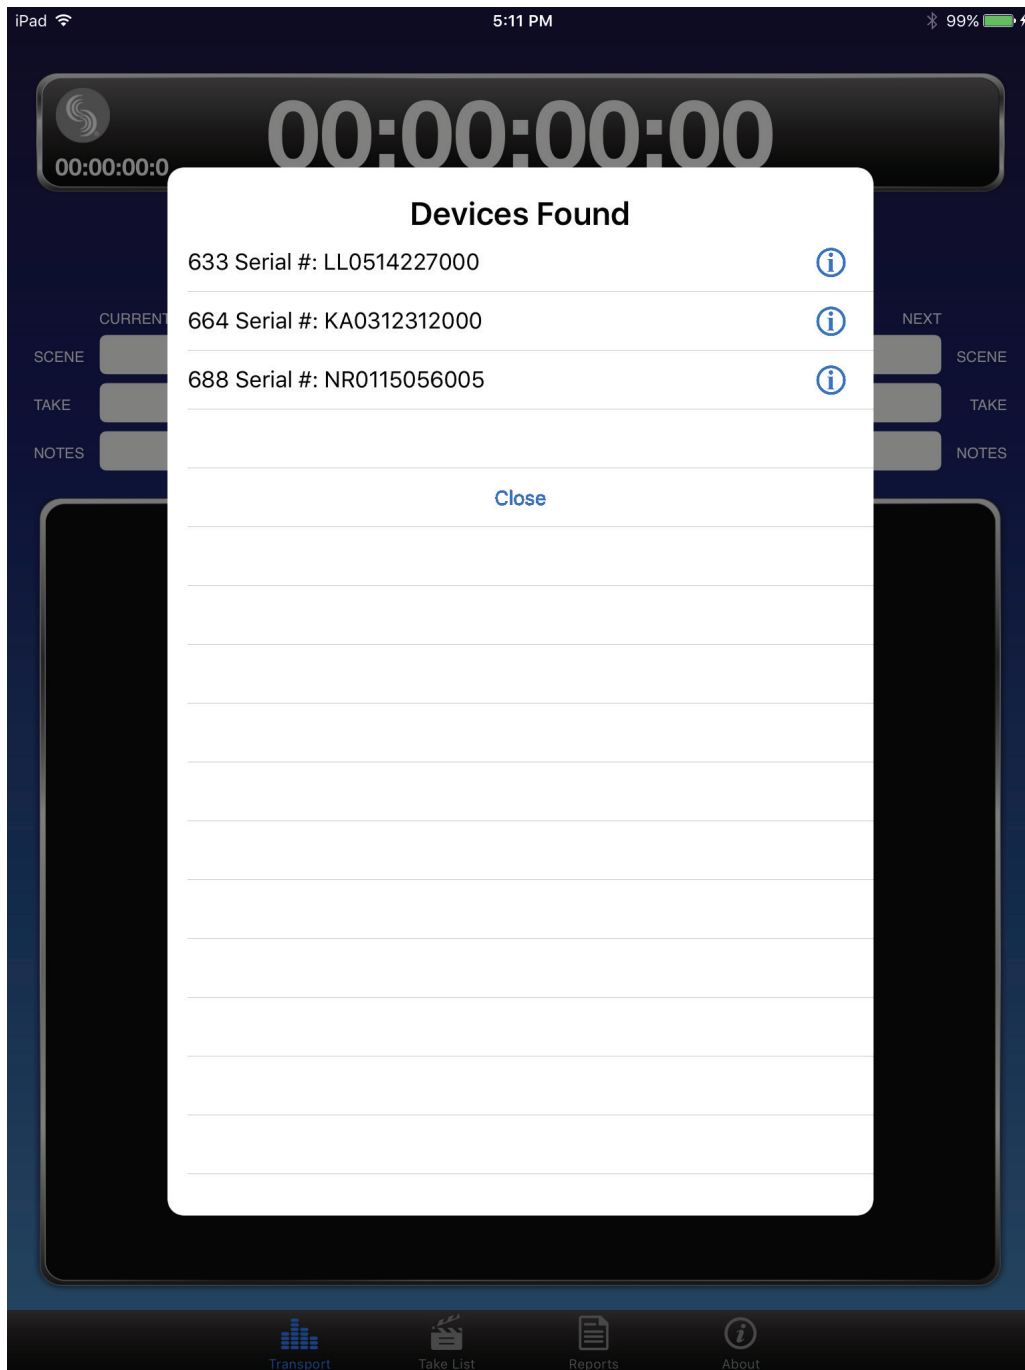 iPad 5:11 PM 99%
00:00:00:00
00:00:00:0
Devices Found
633 Serial #: LL0514227000
664 Serial #: KA0312312000
688 Serial #: NR0115056005
Close
CURRENT NEXT
SCENE SCENE
TAKE TAKE
NOTES NOTES
Transport Take List Reports About